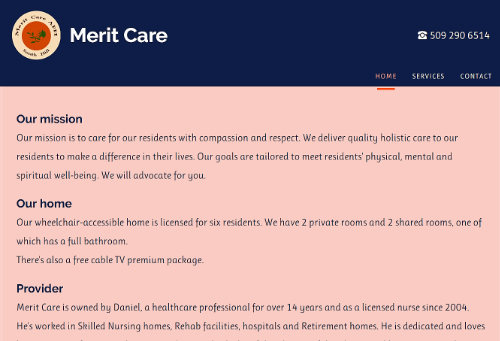 Merit Care AFH
South Hill
Merit Care
☎ 509 290 6514
HOME SERVICES CONTACT
Our mission
Our mission is to care for our residents with compassion and respect. We deliver quality holistic care to our
residents to make a difference in their lives. Our goals are tailored to meet residents' physical, mental and
spiritual well-being. We will advocate for you.
Our home
Our wheelchair-accessible home is licensed for six residents. We have 2 private rooms and 2 shared rooms, one of
which has a full bathroom.
There's also a free cable TV premium package.
Provider
Merit Care is owned by Daniel, a healthcare professional for over 14 years and as a licensed nurse since 2004.
He's worked in Skilled Nursing homes, Rehab facilities, hospitals and Retirement homes. He is dedicated and loves